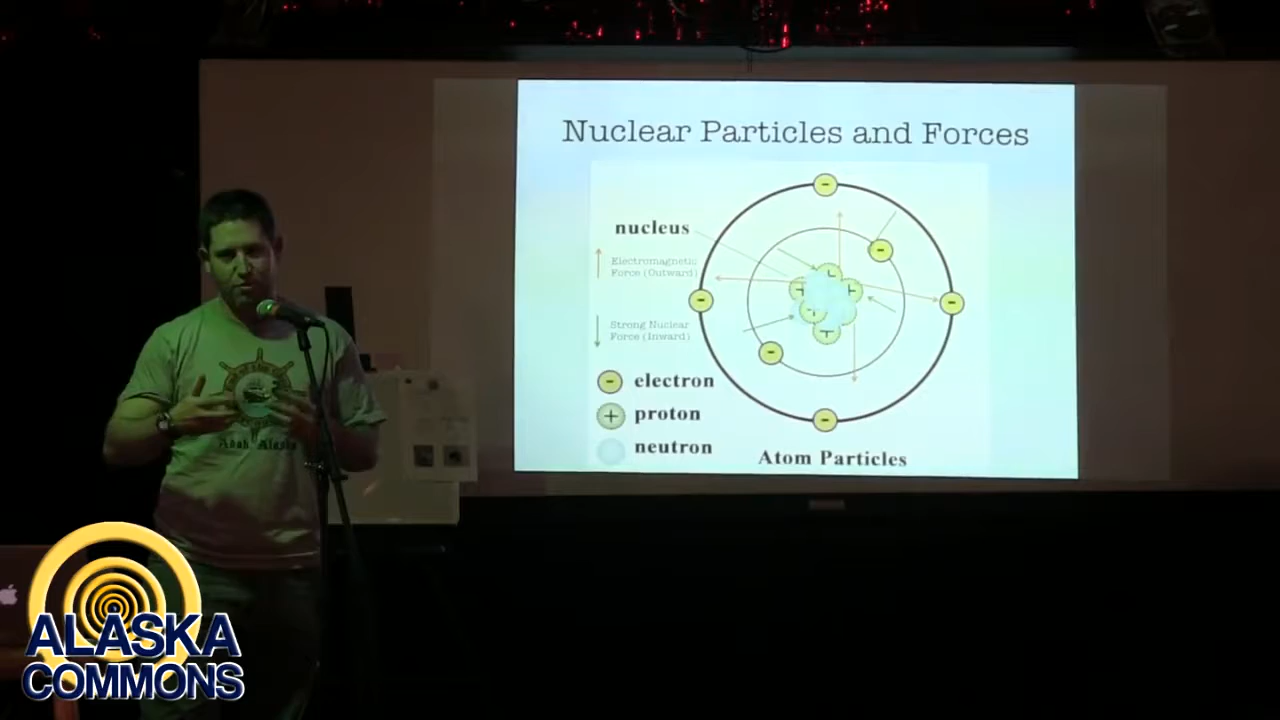 Nuclear Particles and Forces
nucleus
Electromagnetic
Force (Outward)
Strong Nuclear
Force (Inward)
electron
proton
neutron
Atom Particles
Adak Alaska
ALASKA
COMMONS